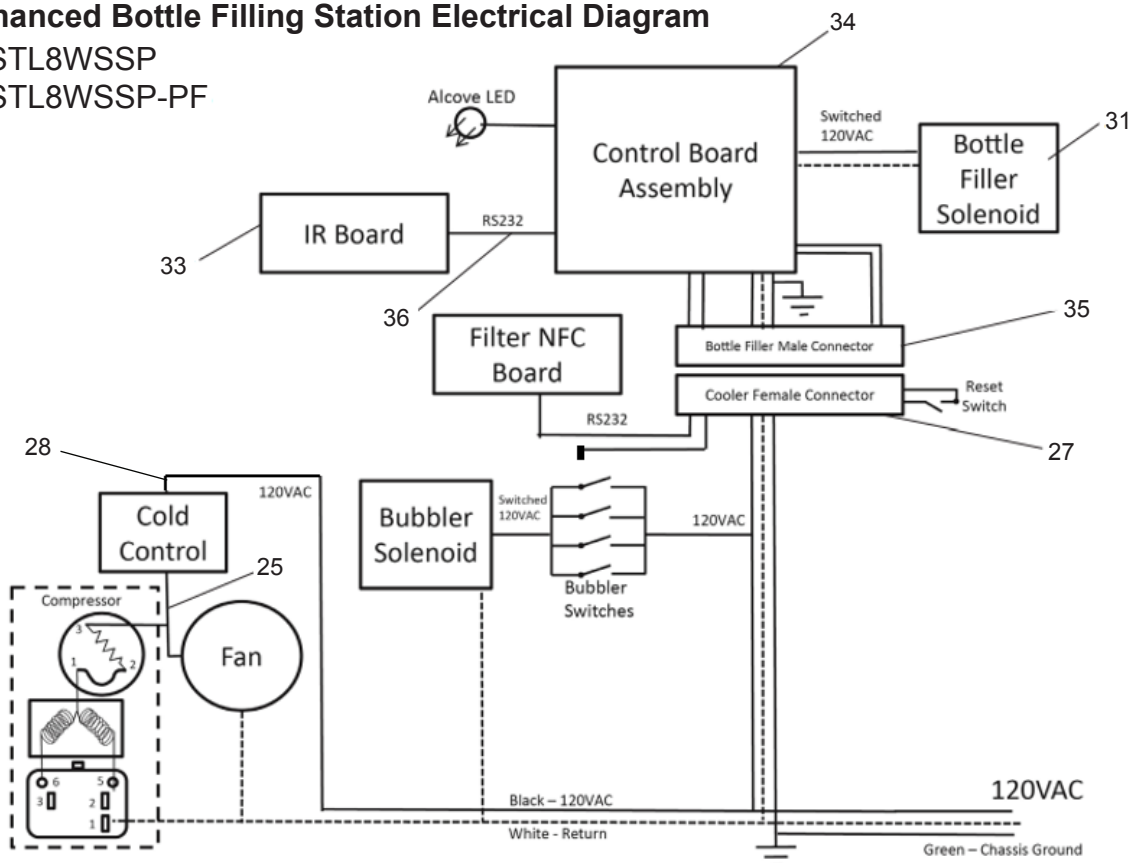 nhanced Bottle Filling Station Electrical Diagram
STL8WSSP
STL8WSSP-PF
34
Alcove LED
Switched
120VAC
31
Control Board
Assembly
Bottle
Filler
Solenoid
IR Board
RS232
33
36
35
Filter NFC
Board
Bottle Filler Male Connector
Cooler Female Connector
Reset
Switch
RS232
27
28
120VAC
Cold
Control
Bubbler
Solenoid
Switched
120VAC
120VAC
25
Bubbler
Switches
Compressor
3
1
2
Fan
6
5
3
2
1
Black – 120VAC
120VAC
White - Return
Green – Chassis Ground